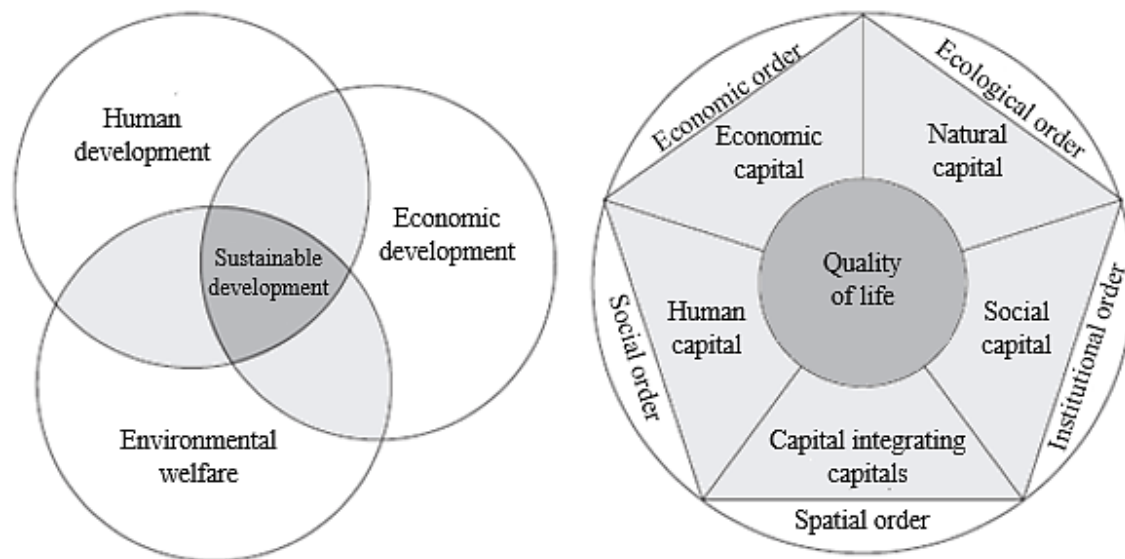 Human
development
Economic
development
Sustainable
development
Environmental
welfare
Economic order
Ecological order
Economic
capital
Natural
capital
Quality
of life
Human
capital
Social
capital
Social order
Institutional order
Capital integrating
capitals
Spatial order